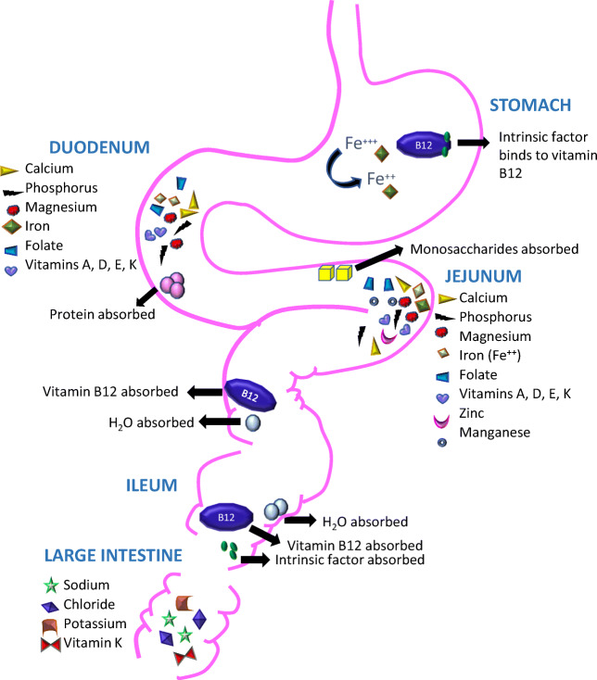 STOMACH
Fe+++
B12
Intrinsic factor
binds to vitamin
B12
Fe++
DUODENUM
Calcium
Phosphorus
Magnesium
Iron
Folate
Vitamins A, D, E, K
Protein absorbed
Monosaccharides absorbed
JEJUNUM
Calcium
Phosphorus
Magnesium
Iron (Fe++)
Folate
Vitamins A, D, E, K
Zinc
Manganese
Vitamin B12 absorbed
B12
H2O absorbed
ILEUM
B12
H2O absorbed
Vitamin B12 absorbed
Intrinsic factor absorbed
LARGE INTESTINE
Sodium
Chloride
Potassium
Vitamin K